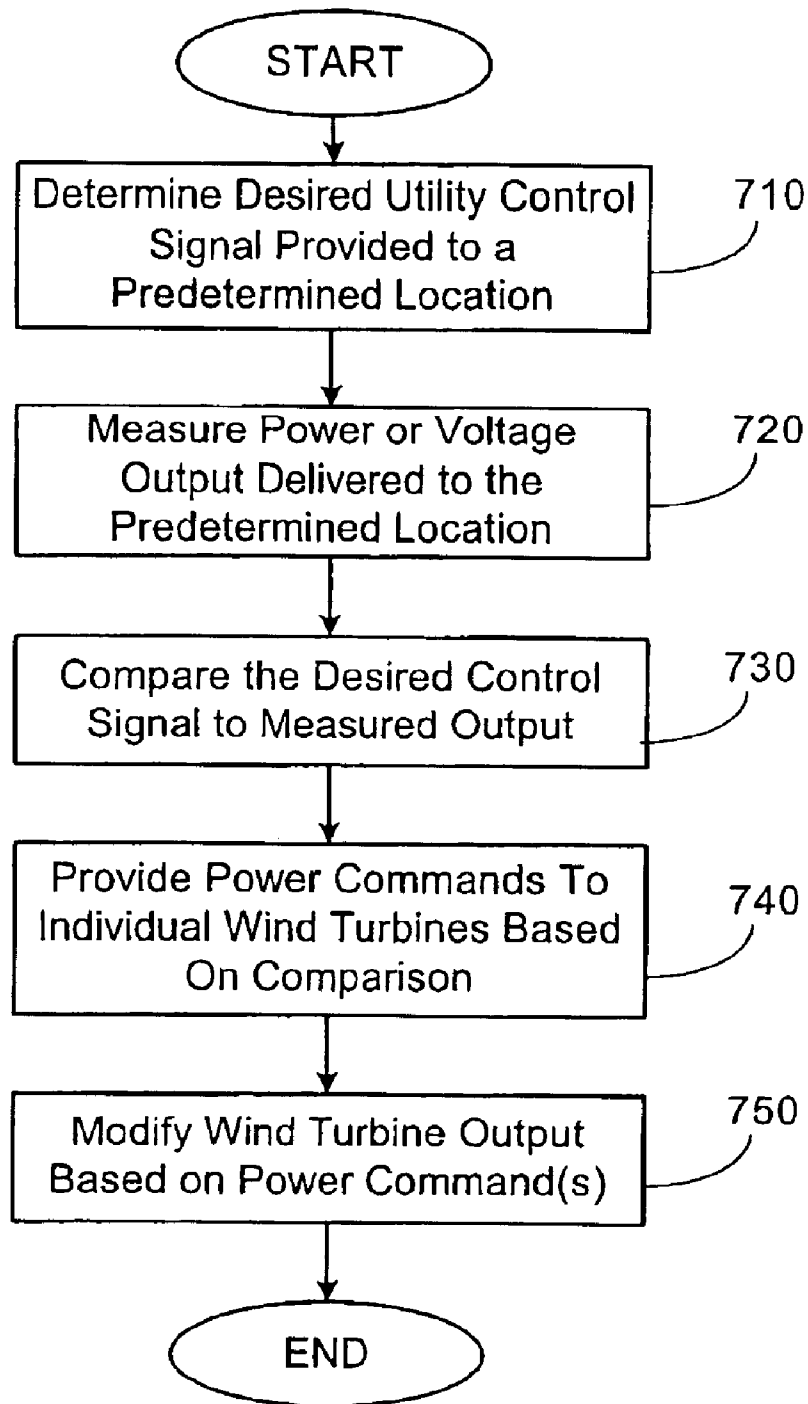 START
Determine Desired Utility Control
Signal Provided to a
Predetermined Location
710
Measure Power or Voltage
Output Delivered to the
Predetermined Location
720
Compare the Desired Control
Signal to Measured Output
730
Provide Power Commands To
Individual Wind Turbines Based
On Comparison
740
Modify Wind Turbine Output
Based on Power Command(s)
750
END